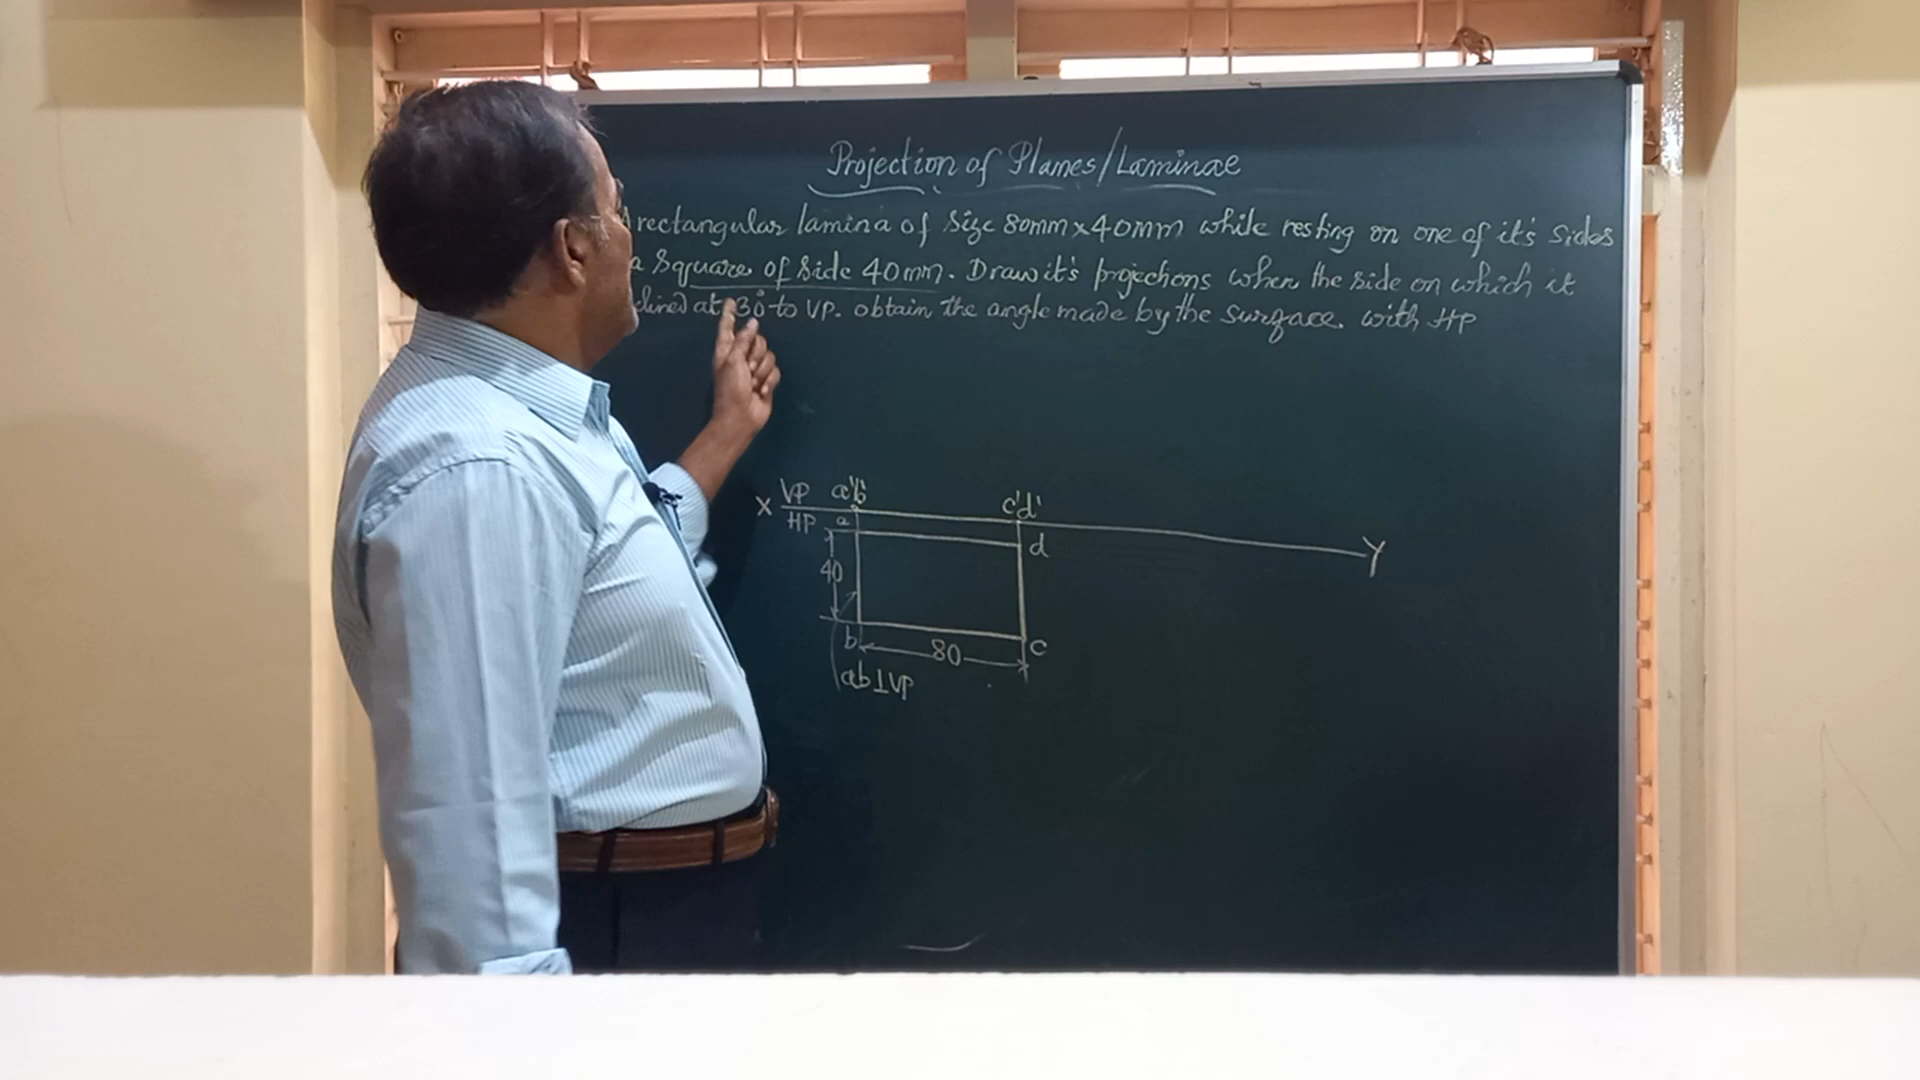 Projection of Planes/Laminae
A rectangular lamina of size 80mm x 40mm while resting on one of it's sides
a square of side 40mm. Draw it's projections when the side on which it
clined at 30° to VP. obtain the angle made by the surface. with HP
X VP a'b' c'd'
HP a d Y
40
b 80 c
ab⊥VP